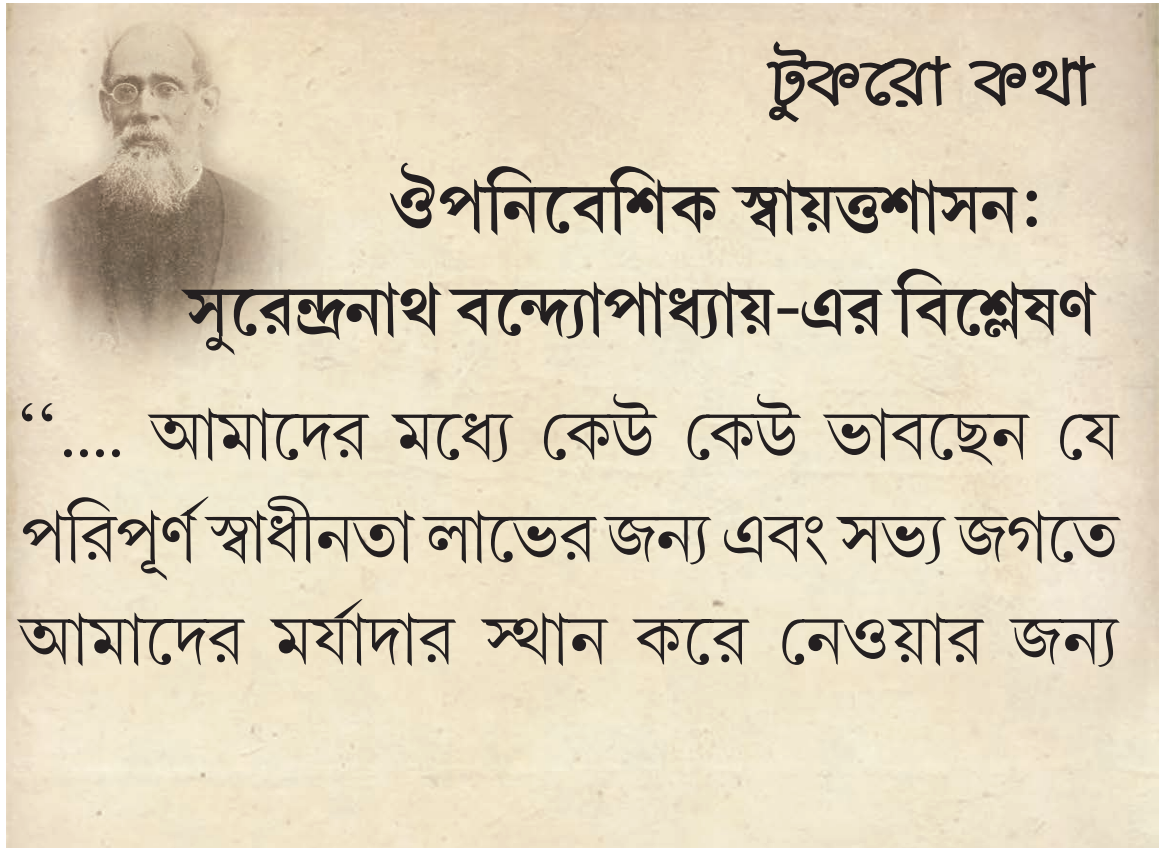 টুকরো কথা
ঔপনিবেশিক স্বায়ত্তশাসন:
সুরেন্দ্রনাথ বন্দ্যোপাধ্যায়-এর বিশ্লেষণ
“.... আমাদের মধ্যে কেউ কেউ ভাবছেন যে
পরিপূর্ণ স্বাধীনতা লাভের জন্য এবং সভ্য জগতে
আমাদের মর্যাদার স্থান করে নেওয়ার জন্য